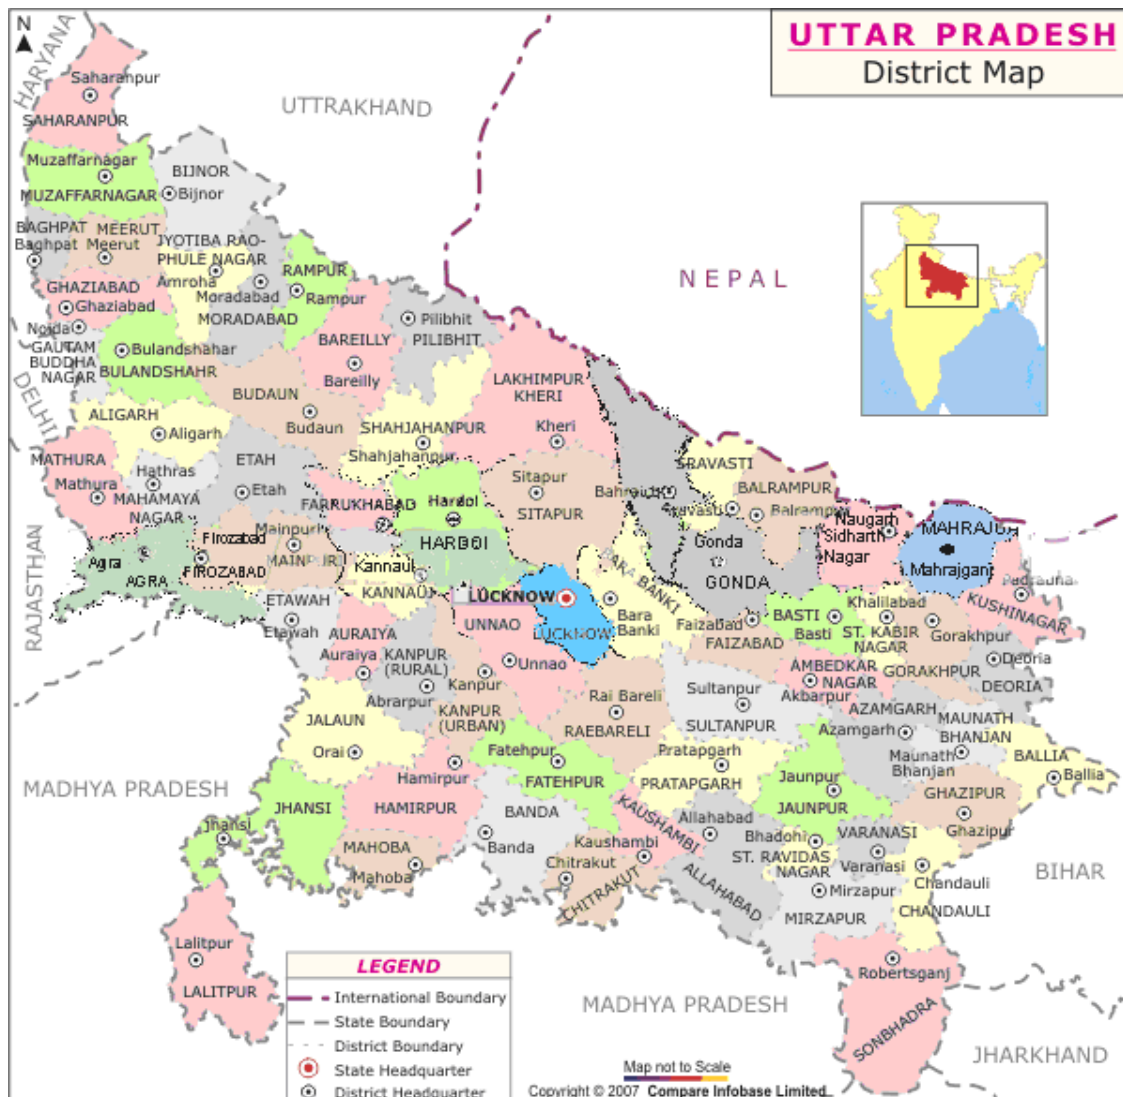 N
UTTAR PRADESH
District Map
HARYANA
UTTRAKHAND
NEPAL
DELHI
RAJASTHAN
MADHYA PRADESH
MADHYA PRADESH
BIHAR
JHARKHAND
Saharanpur
SAHARANPUR
Muzaffarnagar
MUZAFFARNAGAR
BIJNOR
Bijnor
BAGHPAT
Baghpat
MEERUT
Meerut
JYOTIBA RAO-
PHULE NAGAR
Amroha
Moradabad
MORADABAD
RAMPUR
Rampur
GHAZIABAD
Ghaziabad
Noida
GAUTAM
BUDDHA
NAGAR
Bulandshahar
BULANDSHAHR
BAREILLY
Bareilly
Pilibhit
PILIBHIT
LAKHIMPUR
KHERI
Kheri
BUDAUN
Budaun
SHAHJAHANPUR
Shahjahanpur
ALIGARH
Aligarh
MATHURA
Mathura
Hathras
MAHAMAYA
NAGAR
ETAH
Etah
FARRUKHABAD
Hardoi
HARDOI
Sitapur
SITAPUR
Bahraich
SRAVASTI
Sravasti
BALRAMPUR
Balrampur
Gonda
GONDA
Naugarh
Sidharth
Nagar
Mahrajganj
Padrauna
KUSHINAGAR
Agra
AGRA
Firozabad
FIROZABAD
Mainpuri
MAINPURI
Kannauj
KANNAUJ
LUCKNOW
LUCKNOW
BARA BANKI
Bara
Banki
Faizabad
FAIZABAD
BASTI
Basti
Khalilabad
ST. KABIR
NAGAR
Gorakhpur
GORAKHPUR
Deoria
DEORIA
ETAWAH
Etawah
AURAIYA
Auraiya
KANPUR
(RURAL)
Abrarpur
Kanpur
KANPUR
(URBAN)
UNNAO
Unnao
Rai Bareli
RAEBARELI
Sultanpur
SULTANPUR
AMBEDKAR
NAGAR
Akbarpur
AZAMGARH
Azamgarh
MAUNATH
BHANJAN
Maunath
Bhanjan
BALLIA
Ballia
JALAUN
Orai
Hamirpur
HAMIRPUR
Fatehpur
FATEHPUR
Pratapgarh
PRATAPGARH
Jaunpur
JAUNPUR
GHAZIPUR
Ghazipur
JHANSI
Jhansi
MAHOBA
Mahoba
BANDA
Banda
KAUSHAMBI
Kaushambi
Chitrakut
CHITRAKUT
Allahabad
ALLAHABAD
Bhadohi
ST. RAVIDAS
NAGAR
VARANASI
Varanasi
Chandauli
CHANDAULI
Mirzapur
MIRZAPUR
Robertsganj
SONBHADRA
Lalitpur
LALITPUR
LEGEND
International Boundary
State Boundary
District Boundary
State Headquarter
District Headquarter
Map not to Scale
Copyright © 2007 Compare Infobase Limited